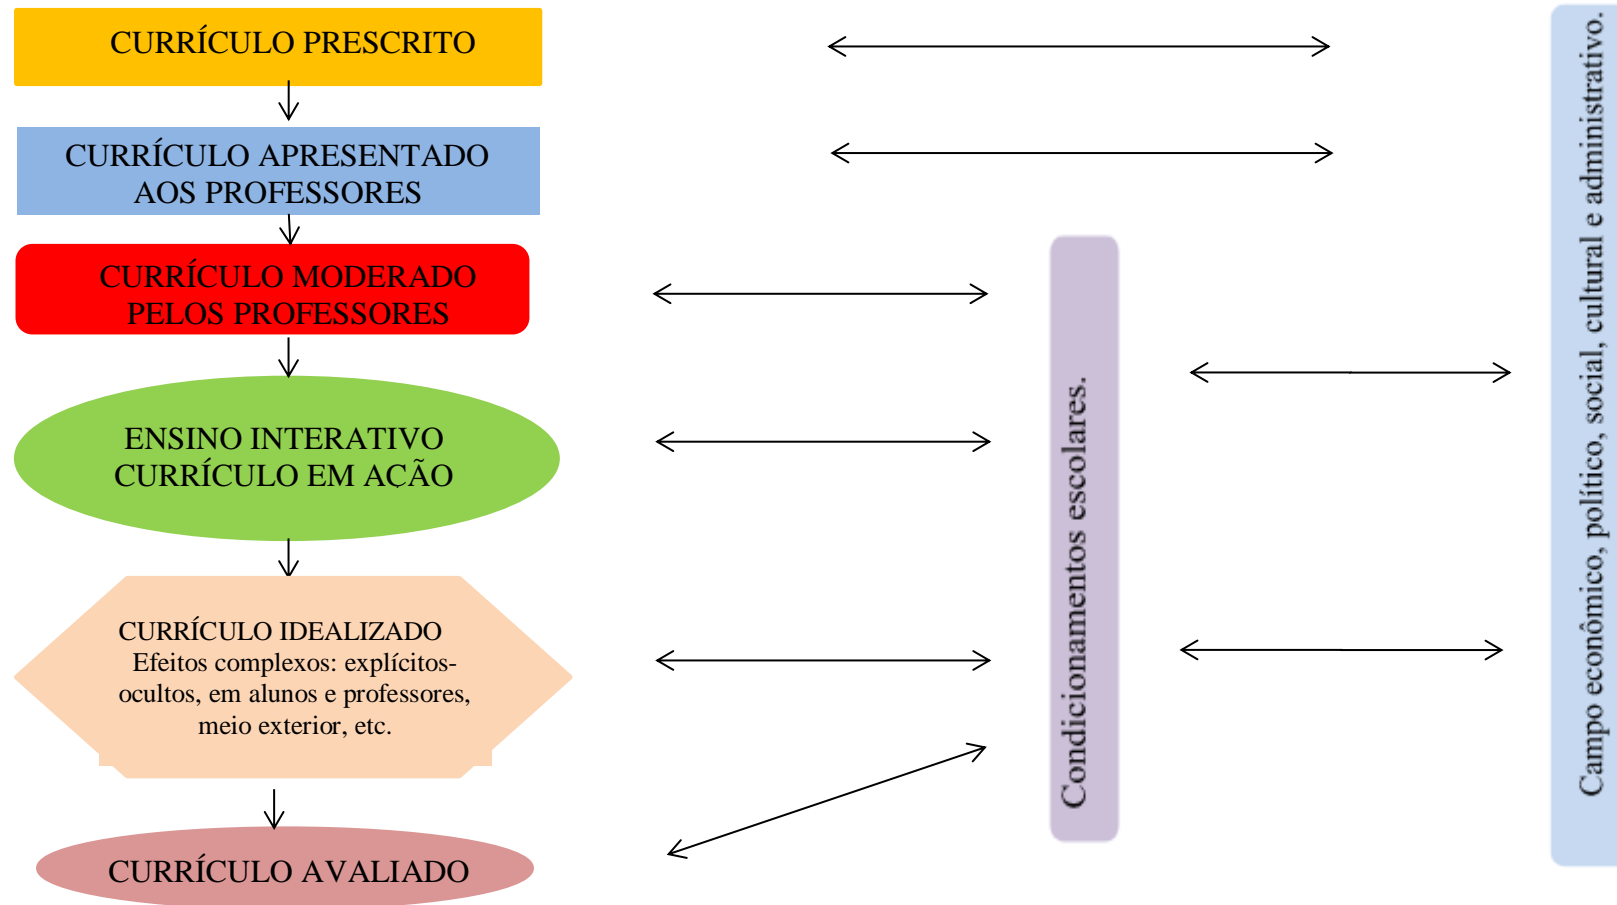 CURRÍCULO PRESCRITO
CURRÍCULO APRESENTADO
AOS PROFESSORES
CURRÍCULO MODERADO
PELOS PROFESSORES
ENSINO INTERATIVO
CURRÍCULO EM AÇÃO
CURRÍCULO IDEALIZADO
Efeitos complexos: explícitos-
ocultos, em alunos e professores,
meio exterior, etc.
CURRÍCULO AVALIADO
Condicionamentos escolares.
Campo econômico, político, social, cultural e administrativo.